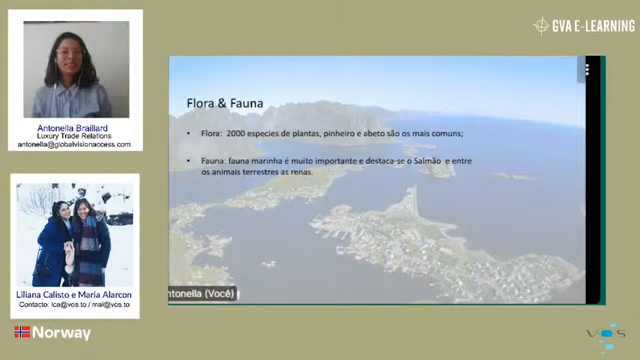 GVA E-LEARNING
Antonella Braillard
Luxury Trade Relations
antonella@globalvisionaccess.com
Flora & Fauna
Flora: 2000 especies de plantas, pinheiro e abeto são os mais comuns;
Fauna: fauna marinha é muito importante e destaca-se o Salmão e entre
os animais terrestres as renas.
ntonella (Você)
Liliana Calisto e Maria Alarcon
Contacto: lca@vos.to / mal@vos.to
Norway
VOS